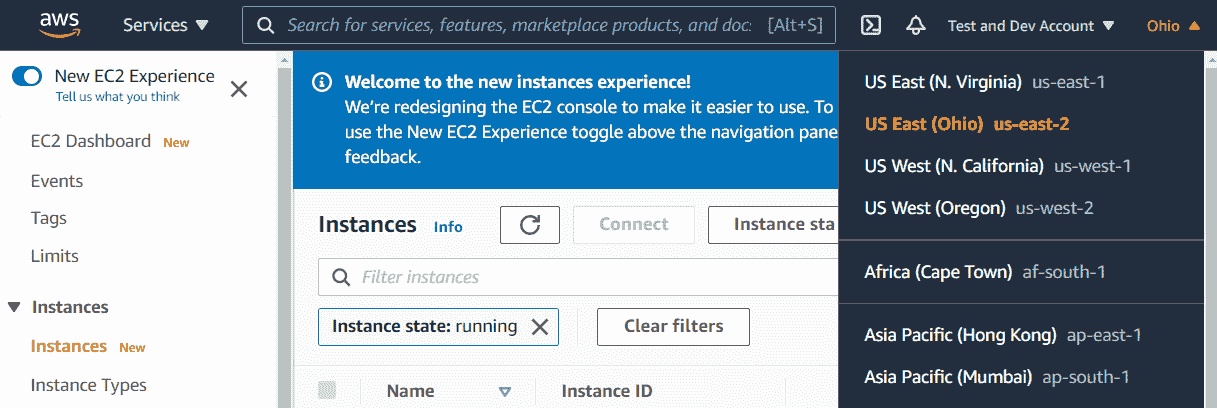 aws
Services
Search for services, features, marketplace products, and docs [Alt+S]
Test and Dev Account
Ohio
New EC2 Experience
Tell us what you think
EC2 Dashboard New
Events
Tags
Limits
Instances
Instances New
Instance Types
Welcome to the new instances experience!
We're redesigning the EC2 console to make it easier to use. To
use the New EC2 Experience toggle above the navigation pane
feedback.
Instances Info
Connect
Instance sta
Filter instances
Instance state: running
Clear filters
Name
Instance ID
US East (N. Virginia) us-east-1
US East (Ohio) us-east-2
US West (N. California) us-west-1
US West (Oregon) us-west-2
Africa (Cape Town) af-south-1
Asia Pacific (Hong Kong) ap-east-1
Asia Pacific (Mumbai) ap-south-1